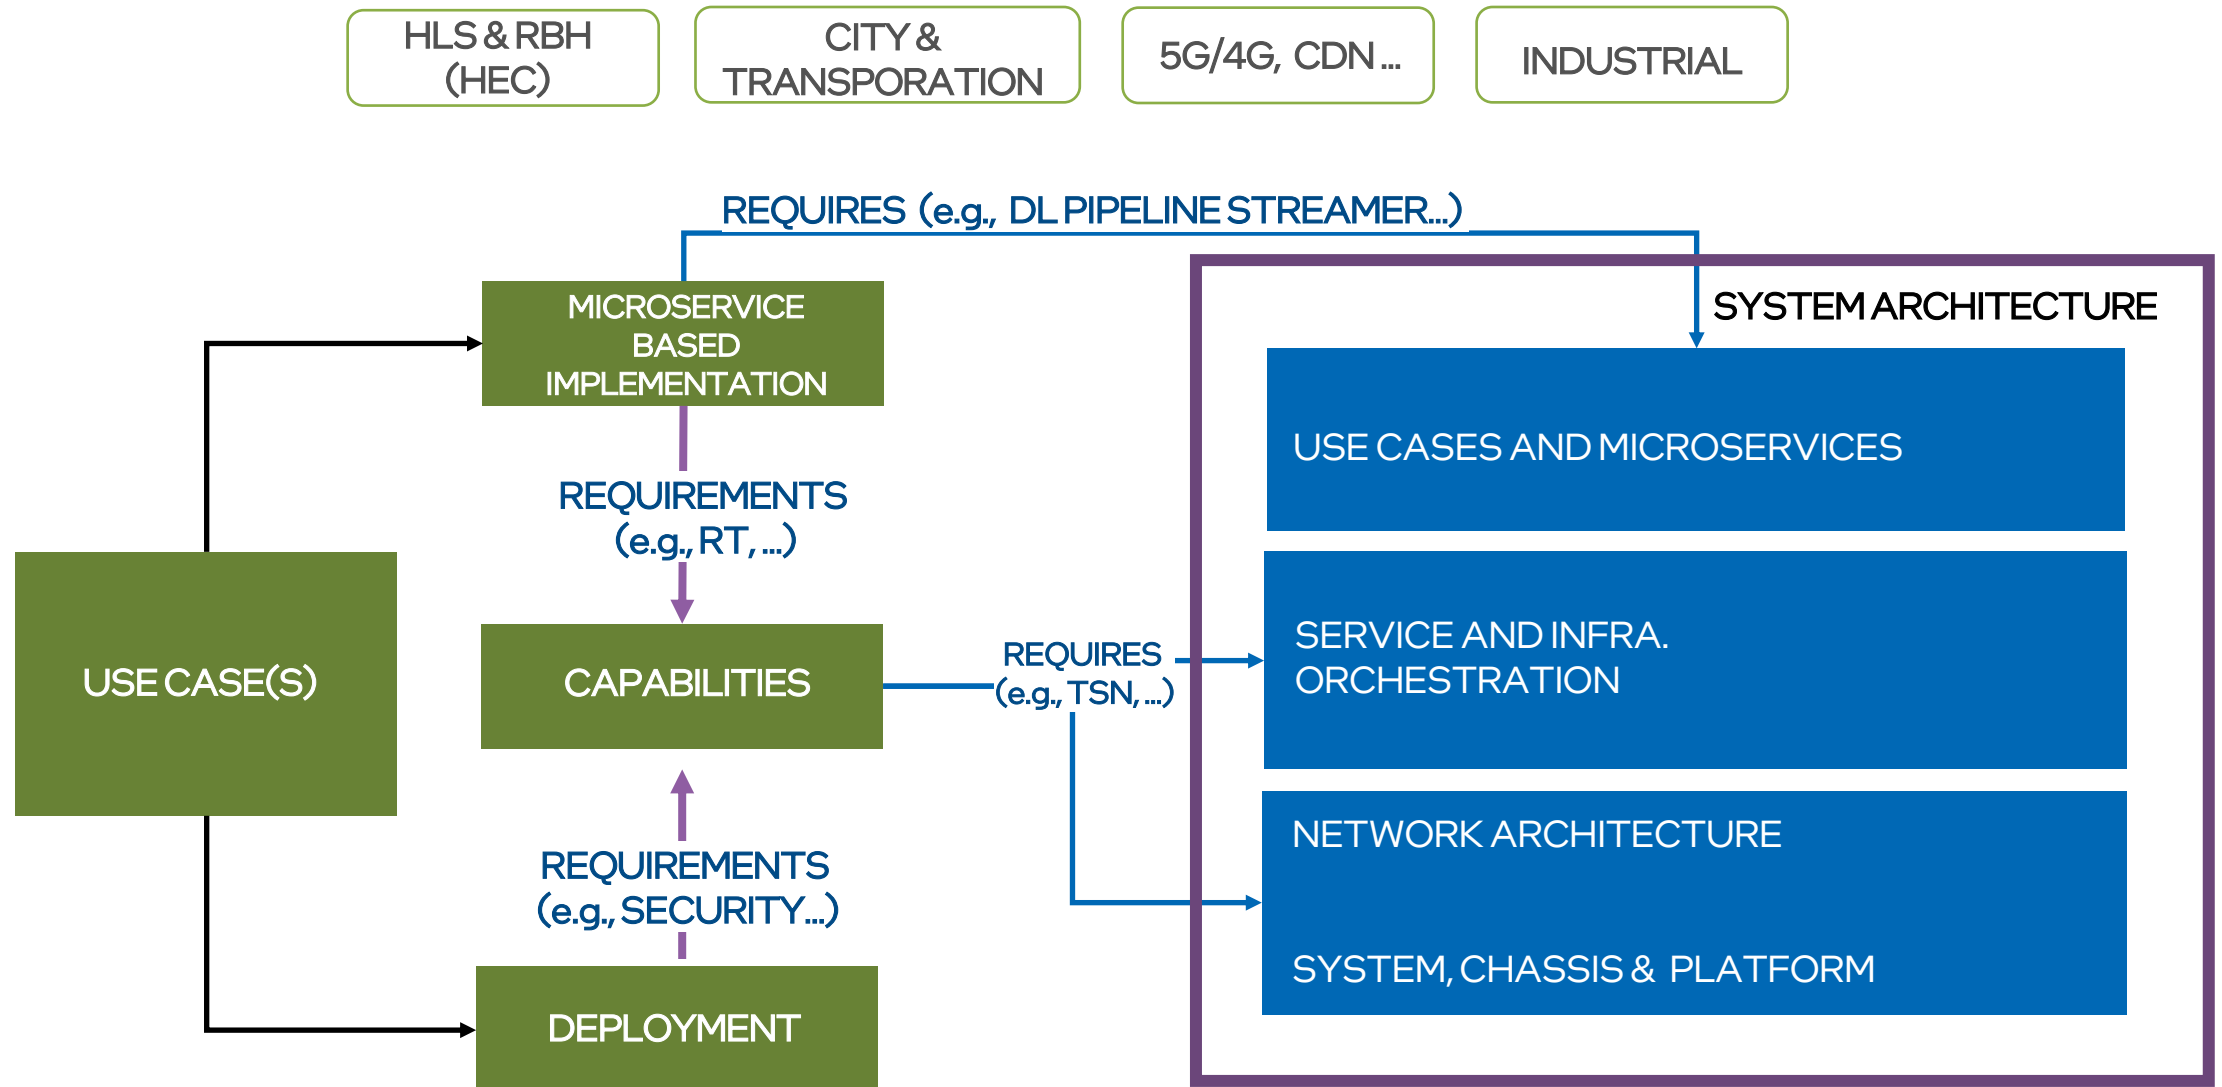 HLS & RBH
(HEC)
CITY &
TRANSPORATION
5G/4G, CDN ...
INDUSTRIAL
REQUIRES (e.g., DL PIPELINE STREAMER...)
MICROSERVICE
BASED
IMPLEMENTATION
SYSTEM ARCHITECTURE
USE CASES AND MICROSERVICES
REQUIREMENTS
(e.g., RT, ...)
USE CASE(S)
CAPABILITIES
REQUIRES
(e.g., TSN, ...)
SERVICE AND INFRA.
ORCHESTRATION
REQUIREMENTS
(e.g., SECURITY...)
NETWORK ARCHITECTURE
SYSTEM, CHASSIS & PLATFORM
DEPLOYMENT